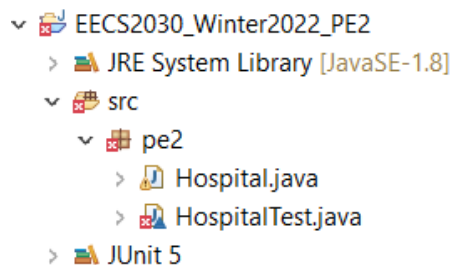 EECS2030_Winter2022_PE2
JRE System Library [JavaSE-1.8]
src
pe2
Hospital.java
HospitalTest.java
JUnit 5